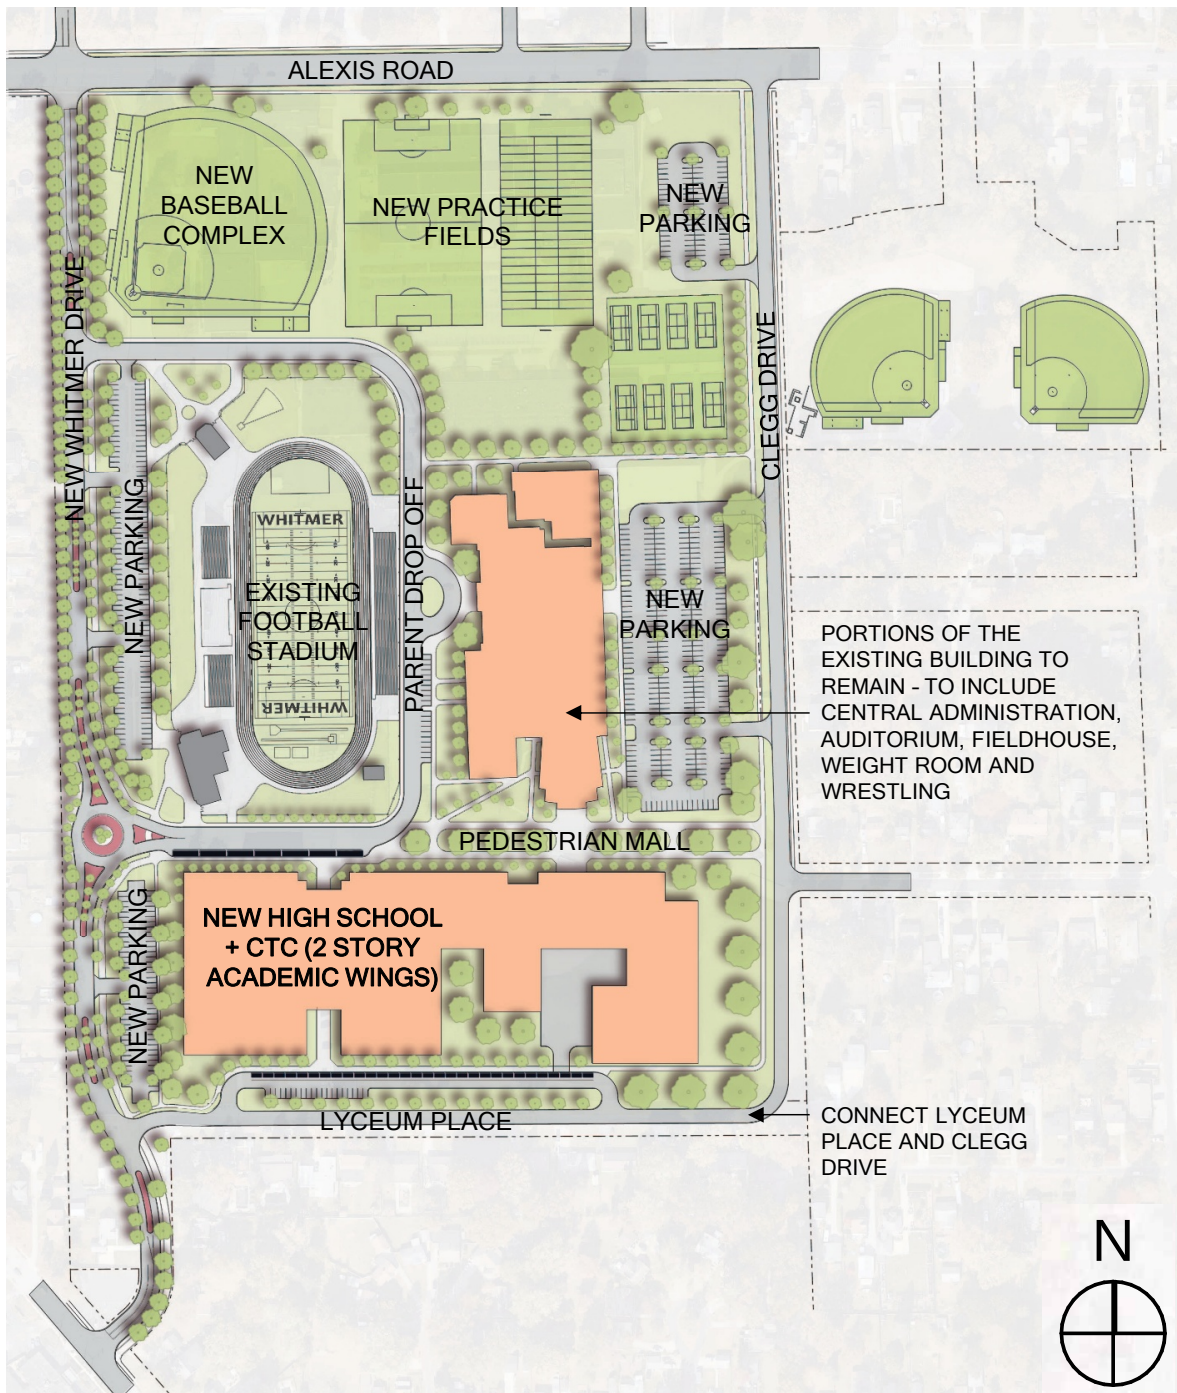 ALEXIS ROAD
NEW
BASEBALL
COMPLEX
NEW PRACTICE
FIELDS
NEW
PARKING
NEW WHITMER DRIVE
CLEGG DRIVE
NEW PARKING
WHITMER
EXISTING
FOOTBALL
STADIUM
WHITMER
PARENT DROP OFF
NEW
PARKING
PORTIONS OF THE
EXISTING BUILDING TO
REMAIN - TO INCLUDE
CENTRAL ADMINISTRATION,
AUDITORIUM, FIELDHOUSE,
WEIGHT ROOM AND
WRESTLING
PEDESTRIAN MALL
NEW PARKING
NEW HIGH SCHOOL
+ CTC (2 STORY
ACADEMIC WINGS)
LYCEUM PLACE
CONNECT LYCEUM
PLACE AND CLEGG
DRIVE
N